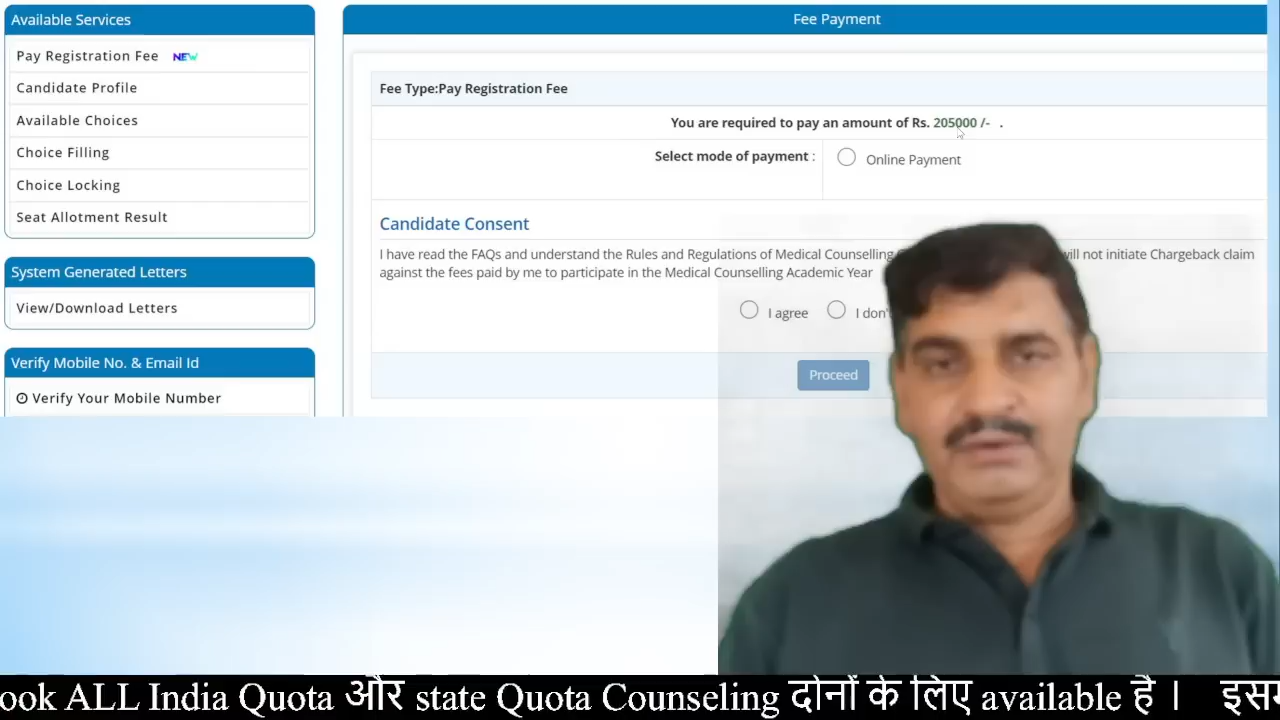 Available Services
Pay Registration Fee NEW
Candidate Profile
Available Choices
Choice Filling
Choice Locking
Seat Allotment Result
System Generated Letters
View/Download Letters
Verify Mobile No. & Email Id
Verify Your Mobile Number
Fee Payment
Fee Type:Pay Registration Fee
You are required to pay an amount of Rs. 205000 /- .
Select mode of payment :
Online Payment
Candidate Consent
I have read the FAQs and understand the Rules and Regulations of Medical Counselling will not initiate Chargeback claim
against the fees paid by me to participate in the Medical Counselling Academic Year
I agree
I don'
Proceed
ook ALL India Quota और state Quota Counseling दोनों के लिए available है । इस